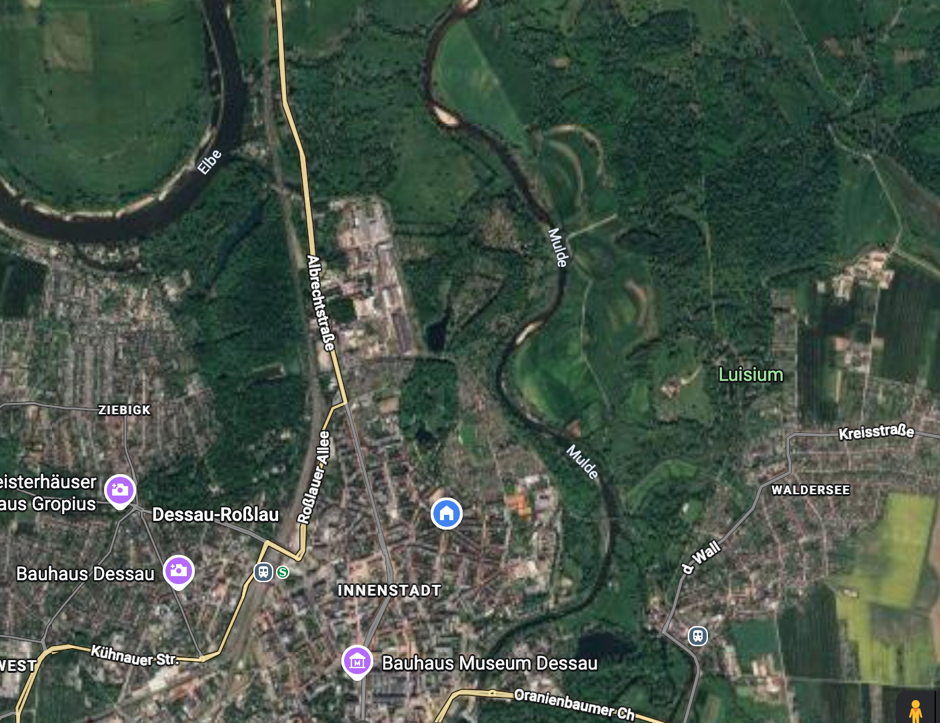 Elbe
Mulde
Albrechtstraße
Luisium
ZIEBIGK
Kreisstraße
Roßlauer Allee
Mulde
eisterhäuser
aus Gropius
WALDERSEE
Dessau-Roßlau
d. Wall
Bauhaus Dessau
S
INNENSTADT
Kühnauer Str.
WEST
M
Bauhaus Museum Dessau
Oranienbaumer Ch